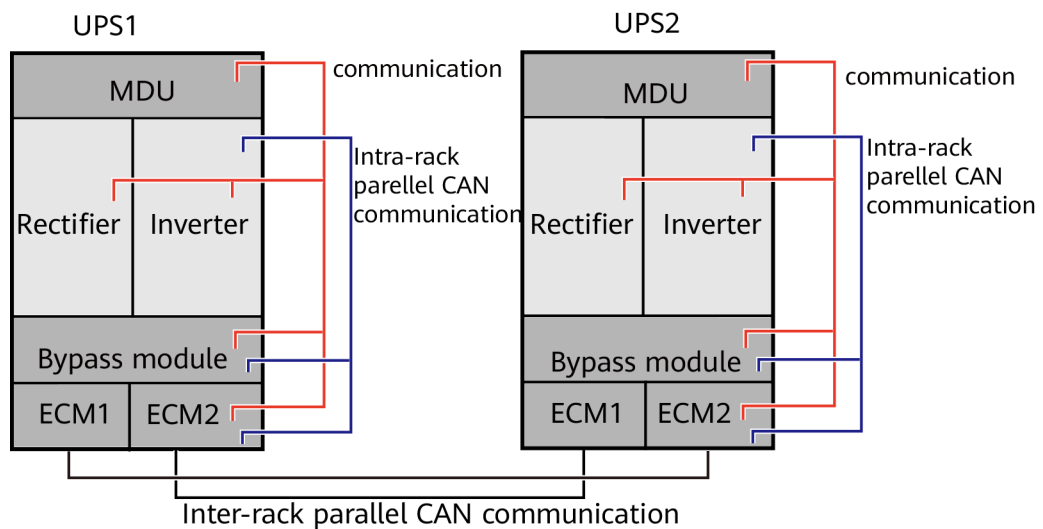 UPS1
UPS2
communication
MDU
Intra-rack
parellel CAN
communication
Rectifier
Inverter
Bypass module
ECM1
ECM2
communication
MDU
Intra-rack
parellel CAN
communication
Rectifier
Inverter
Bypass module
ECM1
ECM2
Inter-rack parallel CAN communication